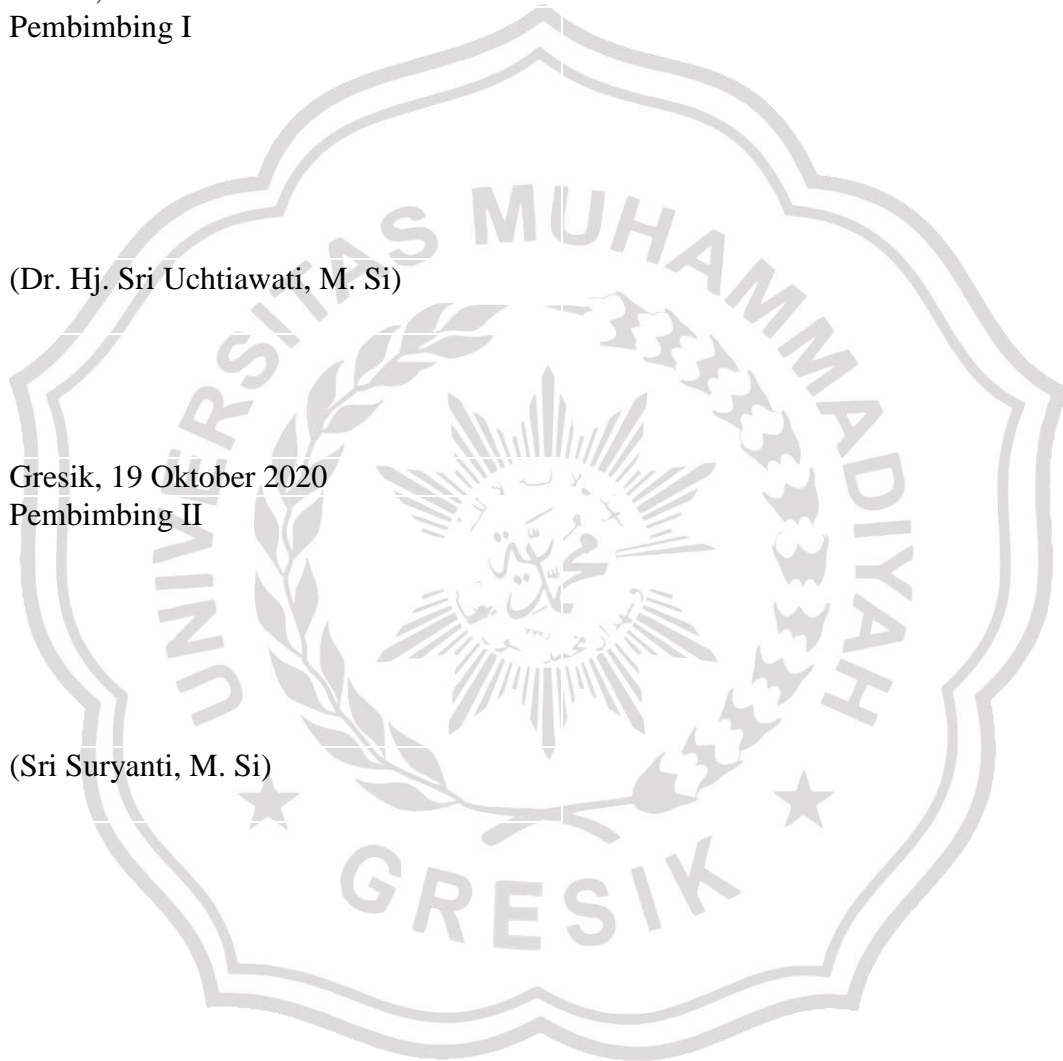 Pembimbing I
(Dr. Hj. Sri Uchtiawati, M. Si)
Gresik, 19 Oktober 2020
Pembimbing II
(Sri Suryanti, M. Si)
UNIVERSITAS MUHAMMADIYAH
GRESIK